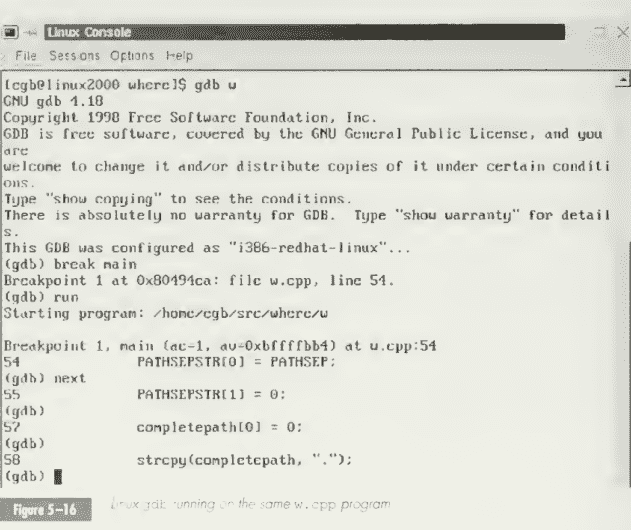 Linux Console
File Sessions Options Help
[cgb@linux2000 where]$ gdb w
GNU gdb 4.18
Copyright 1998 Free Software Foundation, Inc.
GDB is free software, covered by the GNU General Public License, and you
are
welcome to change it and/or distribute copies of it under certain conditi
ons.
Type "show copying" to see the conditions.
There is absolutely no warranty for GDB.  Type "show warranty" for detail
s.
This GDB was configured as "i386-redhat-linux"...
(gdb) break main
Breakpoint 1 at 0x80494ca: file w.cpp, line 54.
(gdb) run
Starting program: /home/cgb/src/where/w
Breakpoint 1, main (ac=1, av=0xbffffbb4) at w.cpp:54
54 PATHSEPSTR[0] = PATHSEP;
(gdb) next
55 PATHSEPSTR[1] = 0;
(gdb)
57 completepath[0] = 0;
(gdb)
58 strcpy(completepath, ".");
(gdb)
Figure 5-16 Linux gdb running on the same w.cpp program